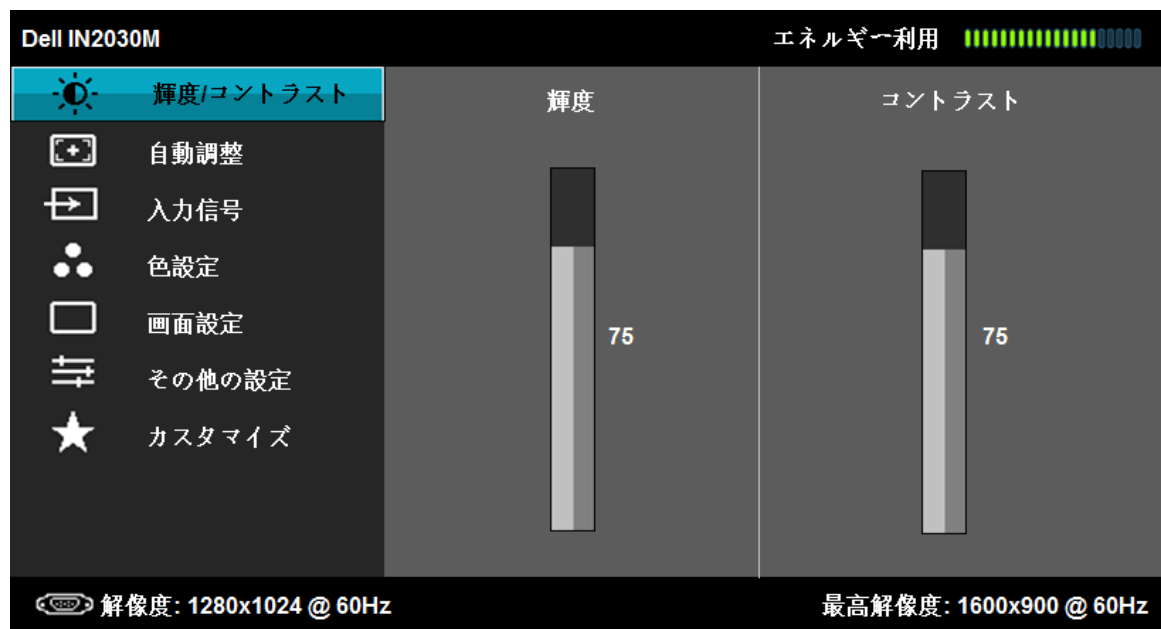 Dell IN2030M
エネルギー利用
輝度/コントラスト
自動調整
入力信号
色設定
画面設定
その他の設定
カスタマイズ
輝度
75
コントラスト
75
解像度: 1280x1024 @ 60Hz
最高解像度: 1600x900 @ 60Hz